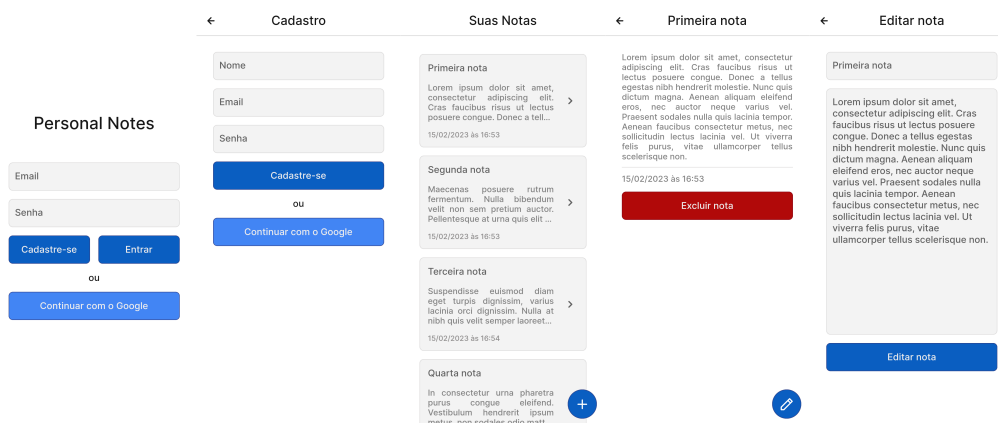 Personal Notes
Email
Senha
Cadastre-se
Entrar
ou
Continuar com o Google
Cadastro
Nome
Email
Senha
Cadastre-se
ou
Continuar com o Google
Suas Notas
Primeira nota
Lorem ipsum dolor sit amet,
consectetur adipiscing elit.
Cras faucibus risus ut lectus
posuere congue. Donec a tell...
15/02/2023 às 16:53
Segunda nota
Maecenas posuere rutrum
fermentum. Nulla bibendum
velit non sem pretium auctor.
Pellentesque at urna quis elit ...
15/02/2023 às 16:53
Terceira nota
Suspendisse euismod diam
eget turpis dignissim, varius
lacinia orci dignissim. Nulla at
nibh quis velit semper laoreet...
15/02/2023 às 16:54
Quarta nota
In consectetur urna pharetra
purus congue eleifend.
Vestibulum hendrerit ipsum
metus, non sodales odio matt...
Primeira nota
Lorem ipsum dolor sit amet, consectetur
adipiscing elit. Cras faucibus risus ut
lectus posuere congue. Donec a tellus
egestas nibh hendrerit molestie. Nunc quis
dictum magna. Aenean aliquam eleifend
eros, nec auctor neque varius vel.
Praesent sodales nulla quis lacinia tempor.
Aenean faucibus consectetur metus, nec
sollicitudin lectus lacinia vel. Ut viverra
felis purus, vitae ullamcorper tellus
scelerisque non.
15/02/2023 às 16:53
Excluir nota
Editar nota
Primeira nota
Lorem ipsum dolor sit amet,
consectetur adipiscing elit. Cras
faucibus risus ut lectus posuere
congue. Donec a tellus egestas
nibh hendrerit molestie. Nunc quis
dictum magna. Aenean aliquam
eleifend eros, nec auctor neque
varius vel. Praesent sodales nulla
quis lacinia tempor. Aenean
faucibus consectetur metus, nec
sollicitudin lectus lacinia vel. Ut
viverra felis purus, vitae
ullamcorper tellus scelerisque non.
Editar nota